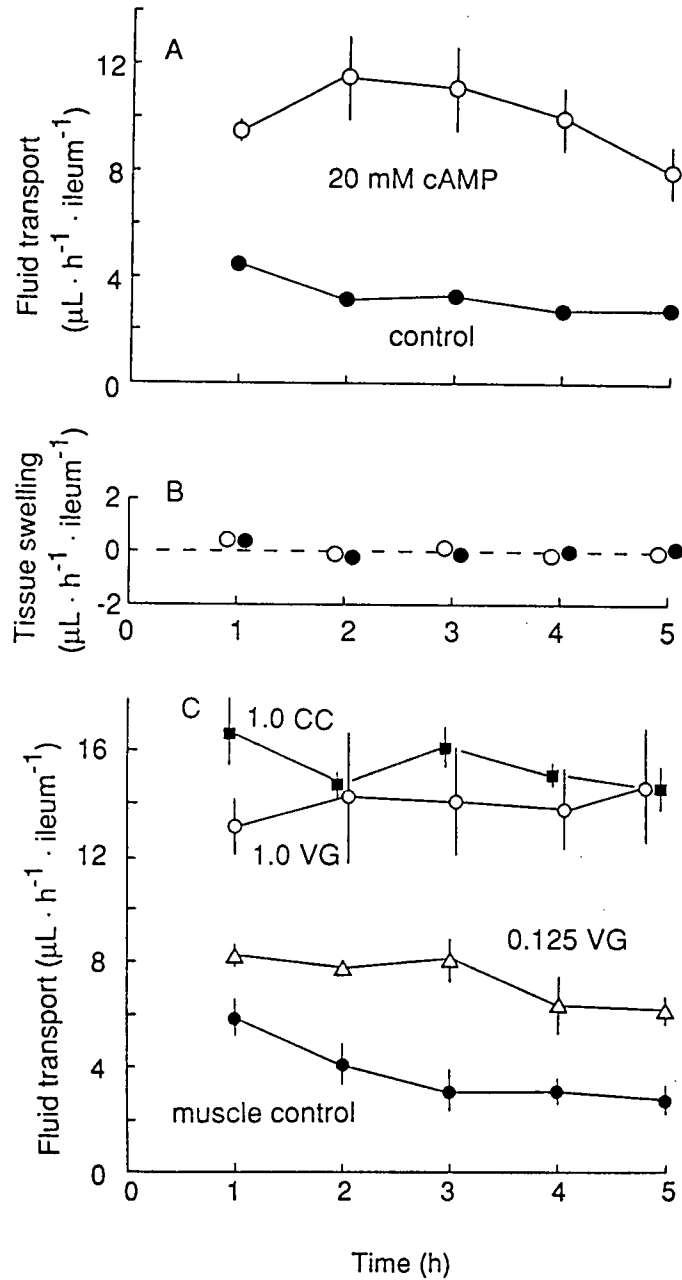 A
Fluid transport
(µL · h⁻¹ · ileum⁻¹)
12
8
4
0
20 mM cAMP
control
B
Tissue swelling
(µL · h⁻¹ · ileum⁻¹)
2
0
-2
0 1 2 3 4 5
C
Fluid transport (µL · h⁻¹ · ileum⁻¹)
16
12
8
4
0
1.0 CC
1.0 VG
0.125 VG
muscle control
0 1 2 3 4 5
Time (h)